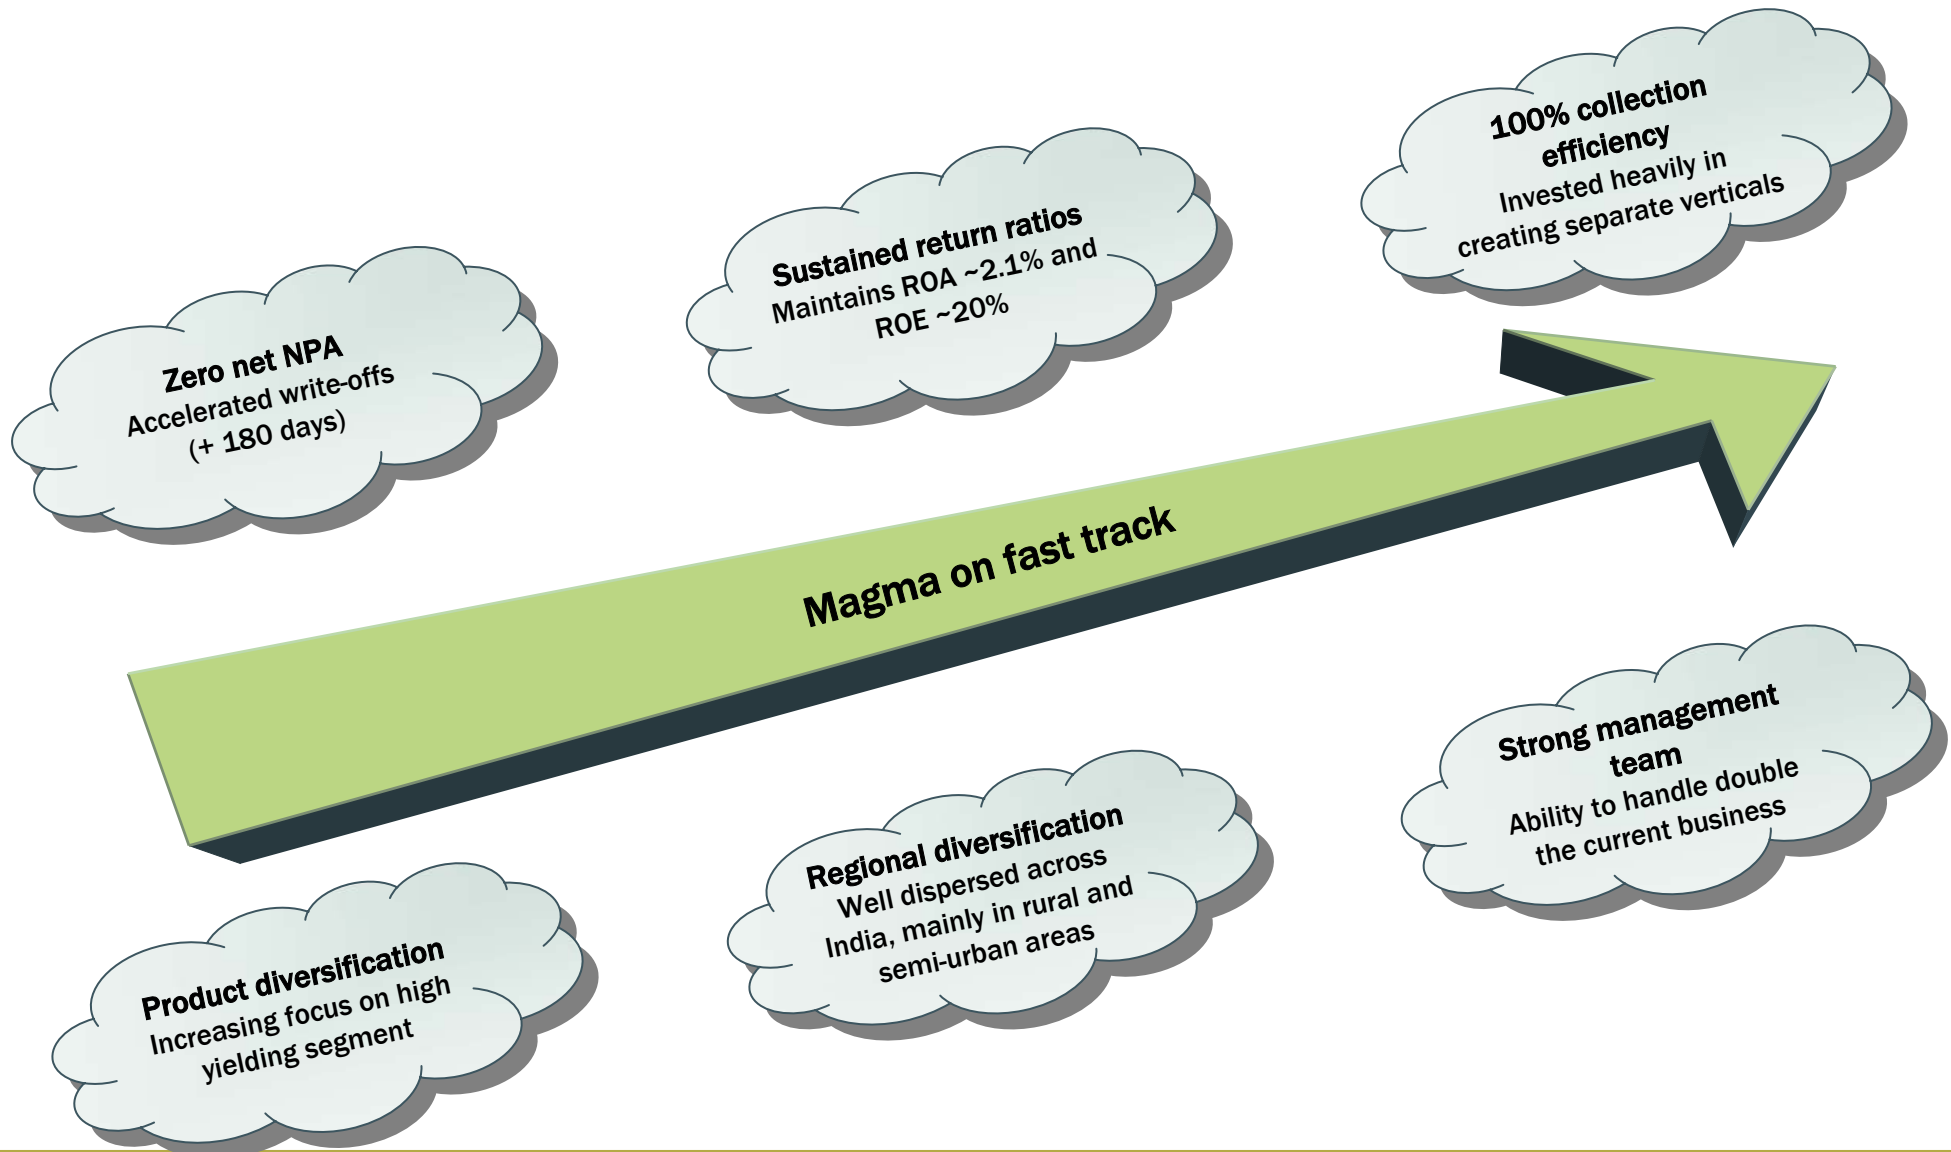 Zero net NPA
Accelerated write-offs
(+ 180 days)
Sustained return ratios
Maintains ROA ~2.1% and
ROE ~20%
100% collection
efficiency
Invested heavily in
creating separate verticals
Magma on fast track
Product diversification
Increasing focus on high
yielding segment
Regional diversification
Well dispersed across
India, mainly in rural and
semi-urban areas
Strong management
team
Ability to handle double
the current business